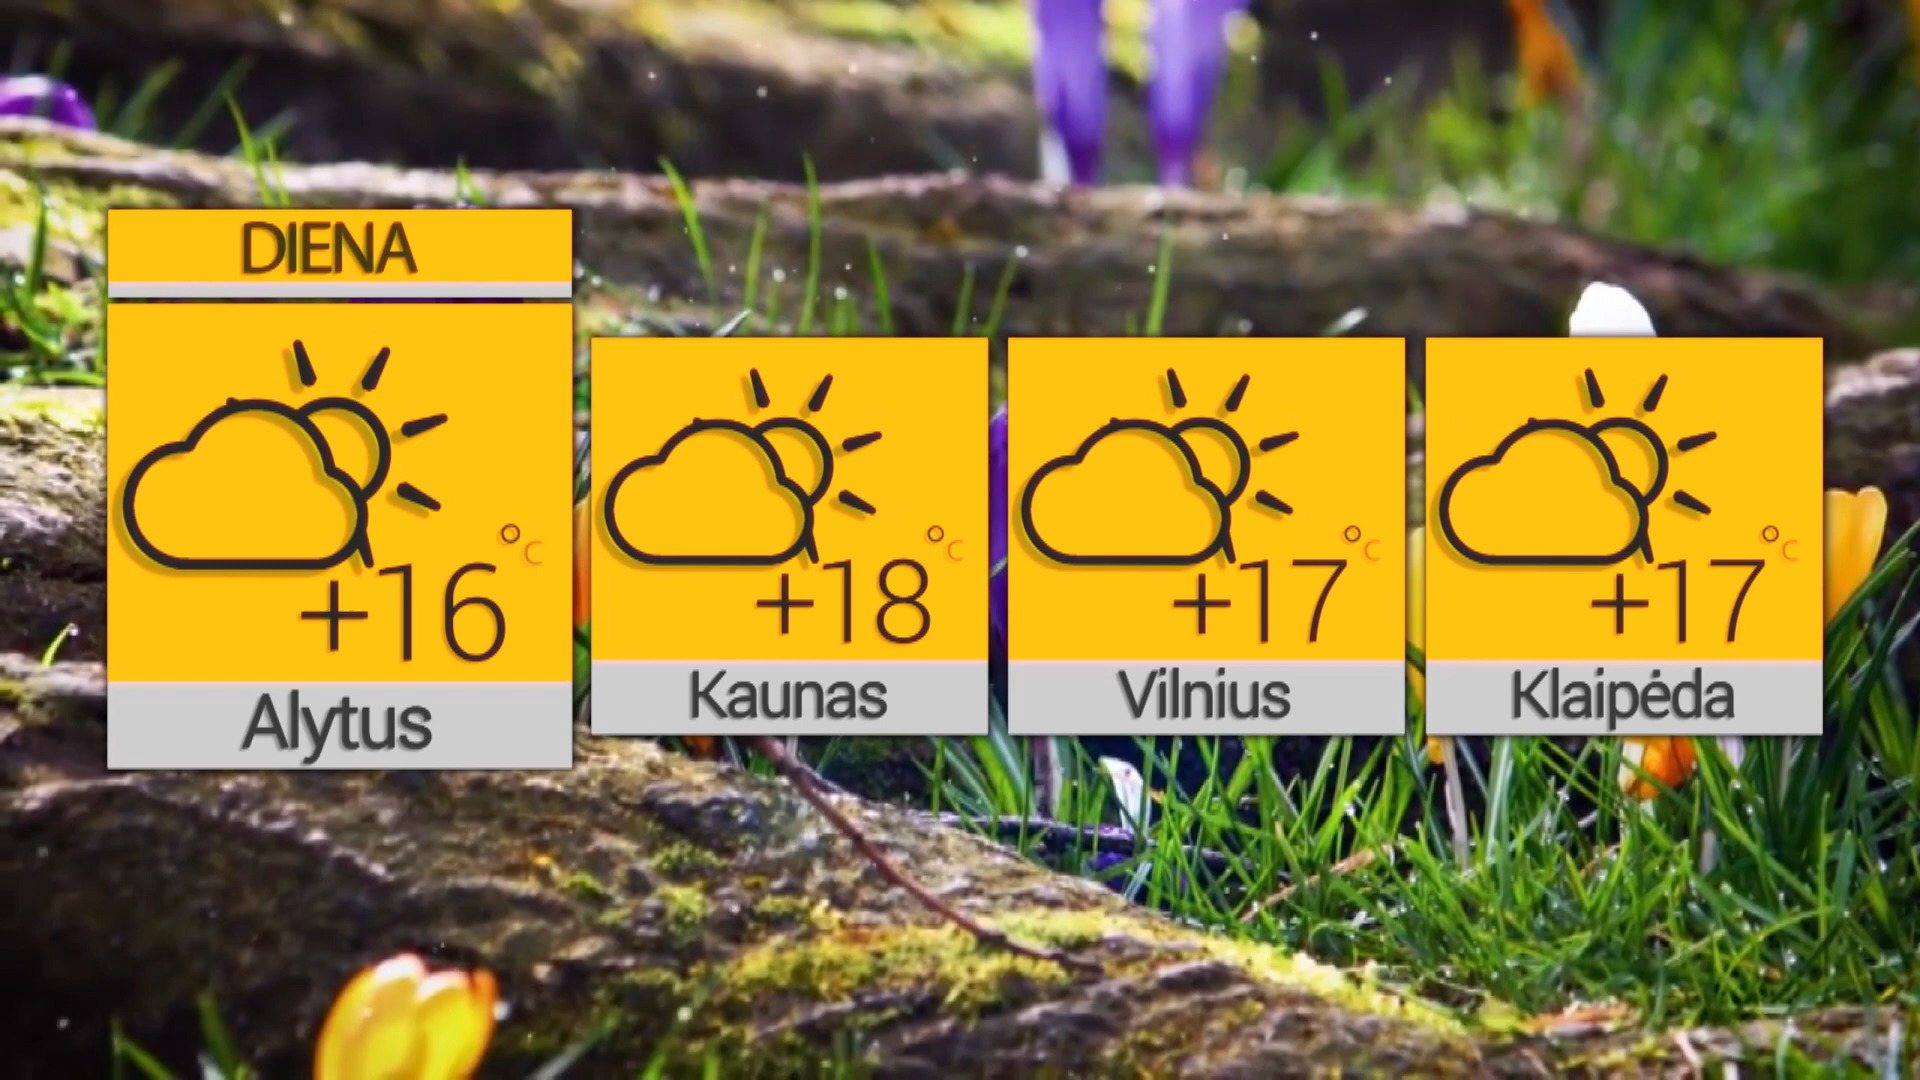 DIENA
+16 °C
Alytus
+18 °C
Kaunas
+17 °C
Vilnius
+17 °C
Klaipėda